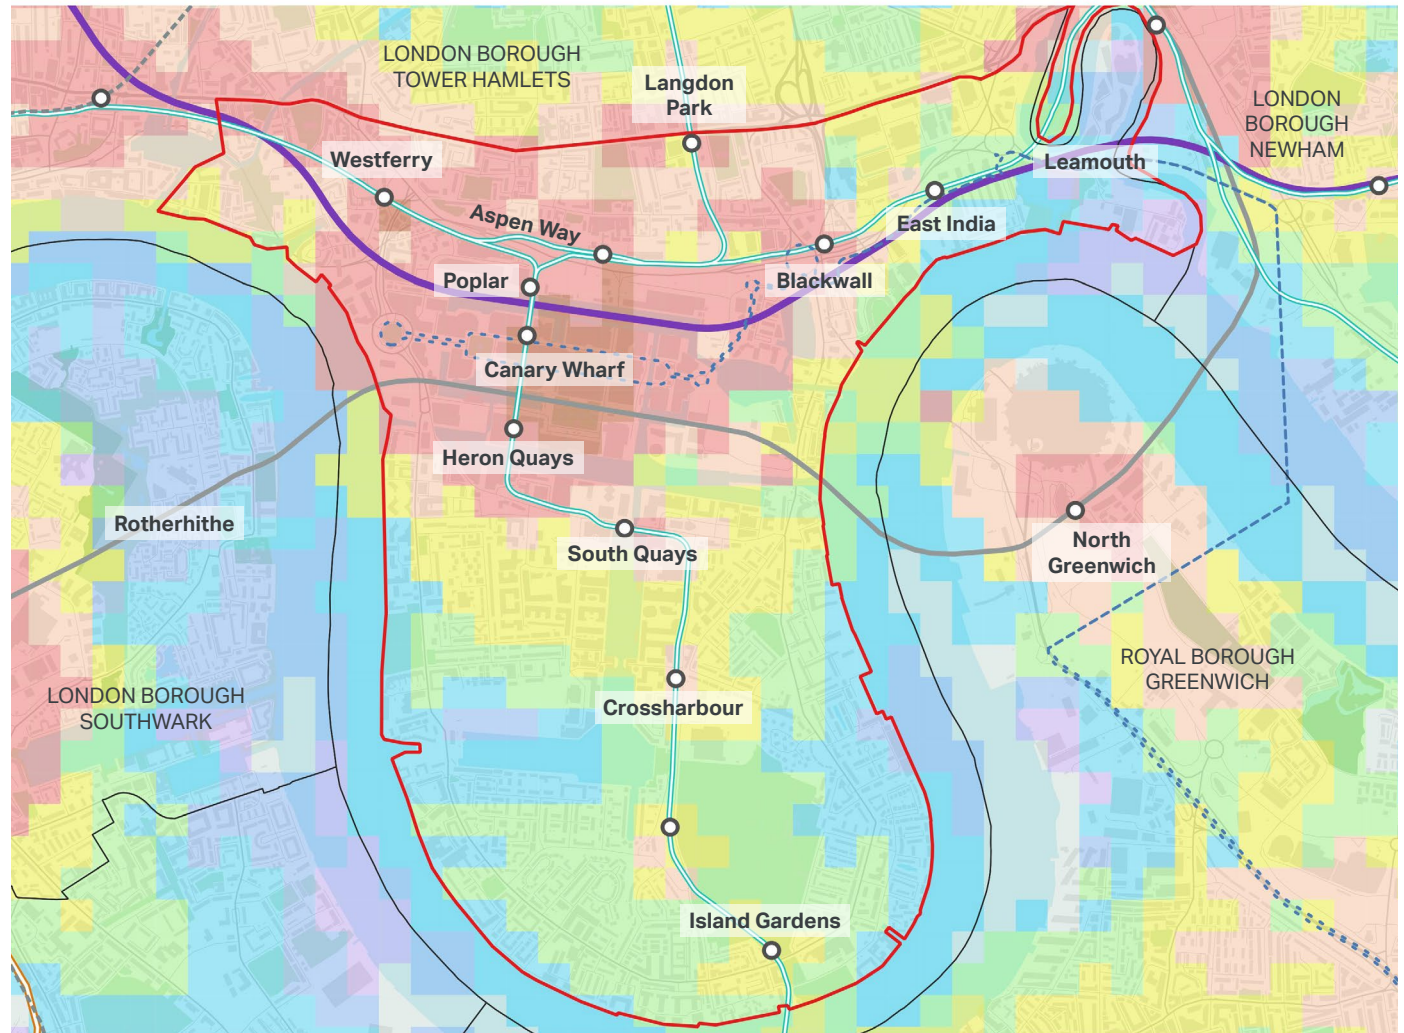 LONDON BOROUGH
TOWER HAMLETS
Langdon
Park
LONDON
BOROUGH
NEWHAM
Westferry
Leamouth
Aspen Way
East India
Poplar
Blackwall
Canary Wharf
Heron Quays
Rotherhithe
South Quays
North
Greenwich
ROYAL BOROUGH
GREENWICH
LONDON BOROUGH
SOUTHWARK
Crossharbour
Island Gardens